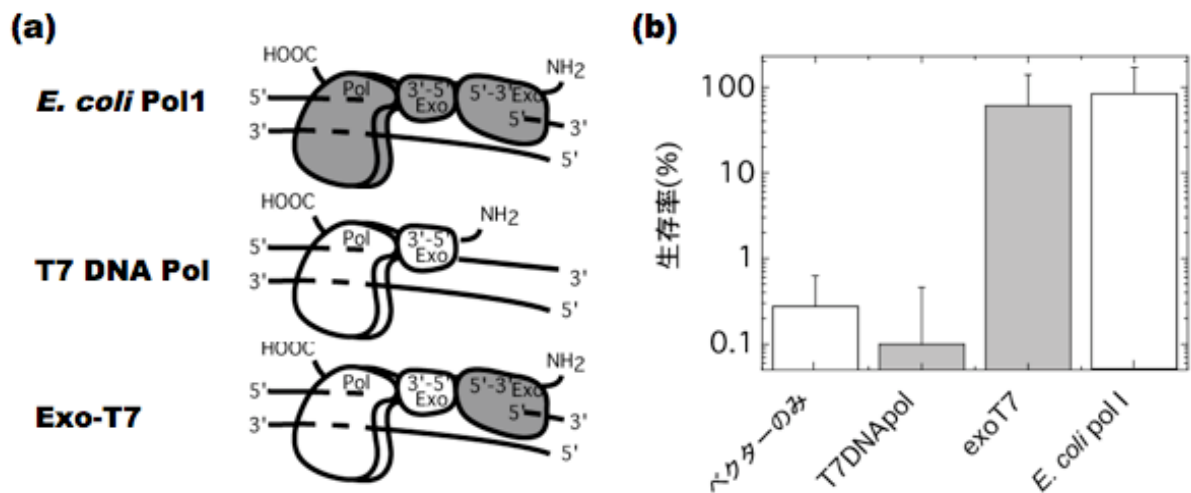 (a)
E. coli Pol1
HOOC
Pol
3'-5'
Exo
5'-3'Exo
NH2
5'
5'
3'
3'
5'
T7 DNA Pol
HOOC
Pol
3'-5'
Exo
NH2
5'
3'
3'
5'
Exo-T7
HOOC
Pol
3'-5'
Exo
5'-3'Exo
NH2
5'
5'
3'
3'
5'
(b)
生存率(%)
100
10
1
0.1
ベクターのみ
T7DNApol
exoT7
E. coli pol I